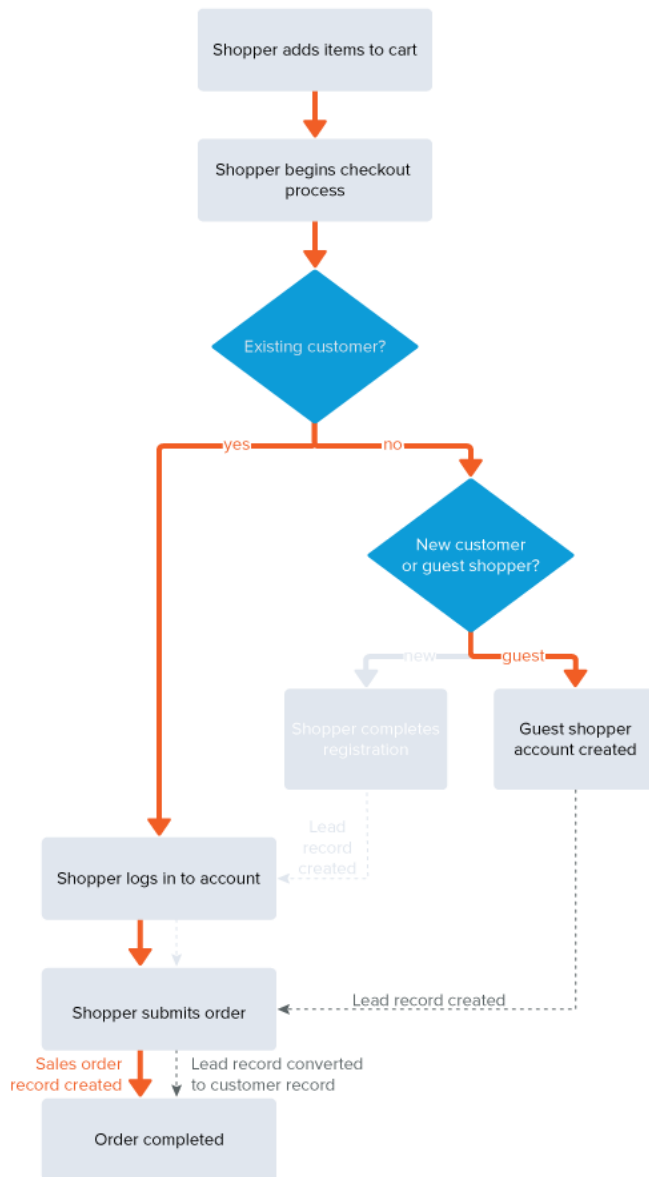 Shopper adds items to cart
Shopper begins checkout
process
Existing customer?
yes
no
New customer
or guest shopper?
new
guest
Shopper completes
registration
Guest shopper
account created
Lead
record
created
Shopper logs in to account
Lead record created
Shopper submits order
Sales order
record created
Lead record converted
to customer record
Order completed